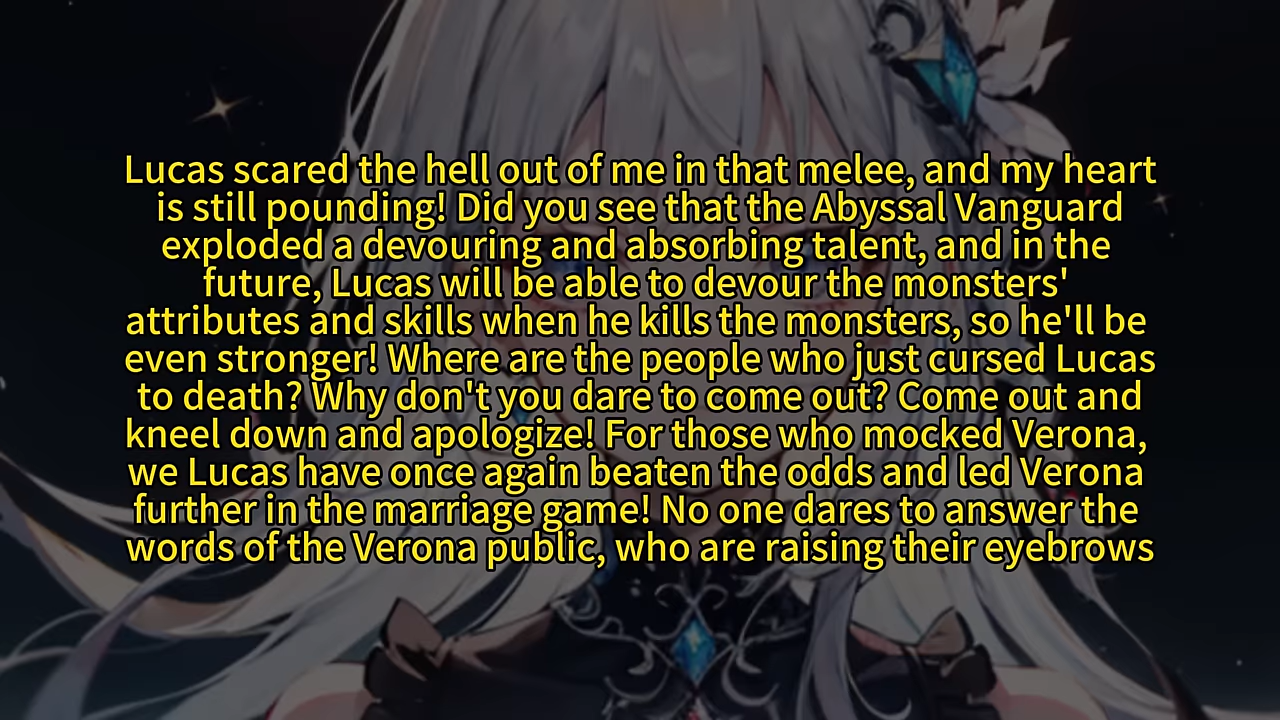 Lucas scared the hell out of me in that melee, and my heart
is still pounding! Did you see that the Abyssal Vanguard
exploded a devouring and absorbing talent, and in the
future, Lucas will be able to devour the monsters'
attributes and skills when he kills the monsters, so he'll be
even stronger! Where are the people who just cursed Lucas
to death? Why don't you dare to come out? Come out and
kneel down and apologize! For those who mocked Verona,
we Lucas have once again beaten the odds and led Verona
further in the marriage game! No one dares to answer the
words of the Verona public, who are raising their eyebrows